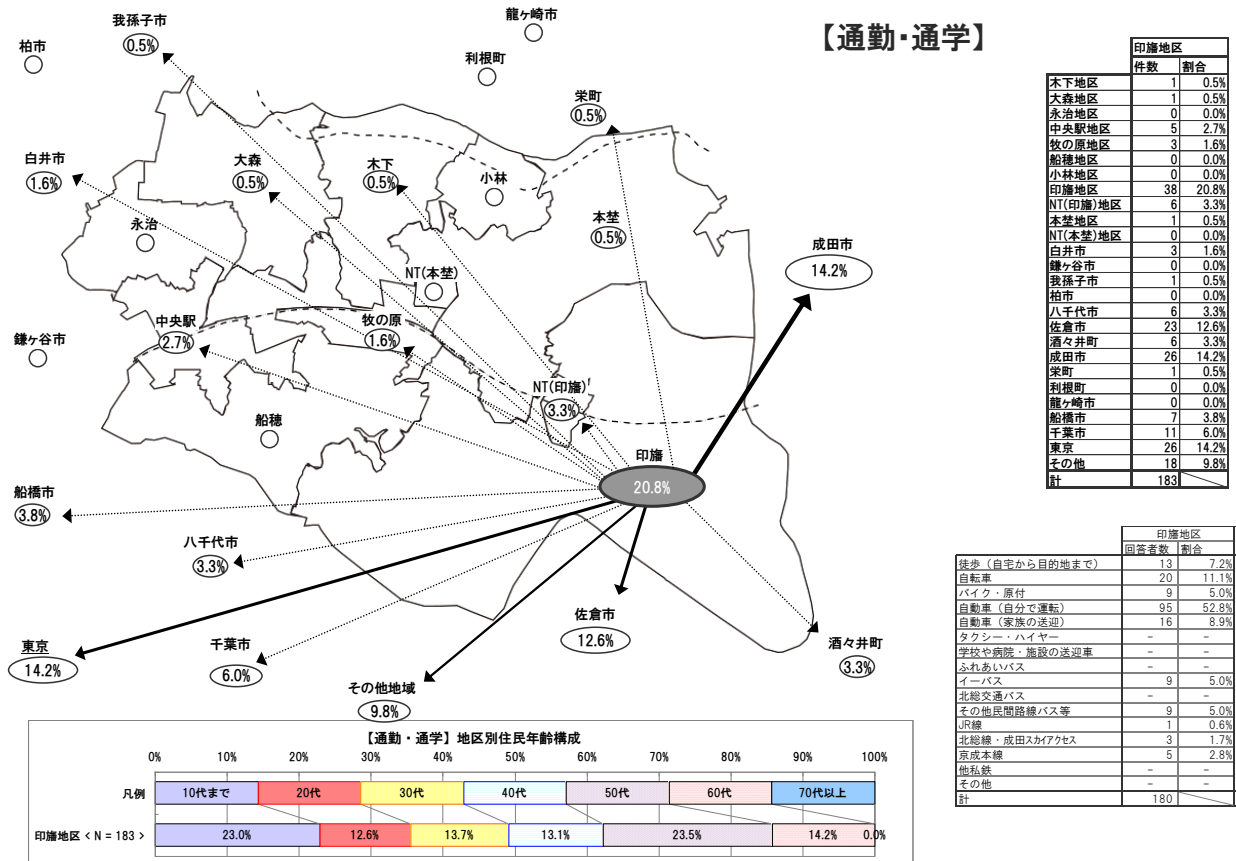 【通勤・通学】
龍ヶ崎市
我孫子市
0.5%
柏市
利根町
栄町
0.5%
白井市
1.6%
大森
0.5%
木下
0.5%
小林
永治
本埜
0.5%
成田市
14.2%
NT(本埜)
中央駅
2.7%
牧の原
1.6%
鎌ヶ谷市
NT(印旛)
3.3%
船穂
印旛
20.8%
船橋市
3.8%
八千代市
3.3%
佐倉市
12.6%
酒々井町
3.3%
東京
14.2%
千葉市
6.0%
その他地域
9.8%
印旛地区
件数 割合
木下地区 1 0.5%
大森地区 1 0.5%
永治地区 0 0.0%
中央駅地区 5 2.7%
牧の原地区 3 1.6%
船穂地区 0 0.0%
小林地区 0 0.0%
印旛地区 38 20.8%
NT(印旛)地区 6 3.3%
本埜地区 1 0.5%
NT(本埜)地区 0 0.0%
白井市 3 1.6%
鎌ヶ谷市 0 0.0%
我孫子市 1 0.5%
柏市 0 0.0%
八千代市 6 3.3%
佐倉市 23 12.6%
酒々井町 6 3.3%
成田市 26 14.2%
栄町 1 0.5%
利根町 0 0.0%
龍ヶ崎市 0 0.0%
船橋市 7 3.8%
千葉市 11 6.0%
東京 26 14.2%
その他 18 9.8%
計 183
印旛地区
回答者数 割合
徒歩（自宅から目的地まで） 13 7.2%
自転車 20 11.1%
バイク・原付 9 5.0%
自動車（自分で運転） 95 52.8%
自動車（家族の送迎） 16 8.9%
タクシー・ハイヤー － －
学校や病院・施設の送迎車 － －
ふれあいバス － －
イーバス 9 5.0%
北総交通バス － －
その他民間路線バス等 9 5.0%
JR線 1 0.6%
北総線・成田スカイアクセス 3 1.7%
京成本線 5 2.8%
他私鉄 － －
その他 － －
計 180
【通勤・通学】地区別住民年齢構成
0% 10% 20% 30% 40% 50% 60% 70% 80% 90% 100%
凡例 10代まで 20代 30代 40代 50代 60代 70代以上
印旛地区 < N = 183 > 23.0% 12.6% 13.7% 13.1% 23.5% 14.2% 0.0%